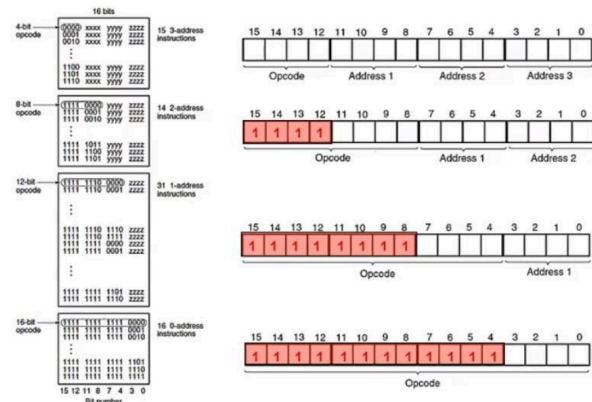 16 bits
4-bit opcode
0000 xxxx yyyy zzzz
0001 xxxx yyyy zzzz
0010 xxxx yyyy zzzz
1100 xxxx yyyy zzzz
1101 xxxx yyyy zzzz
1110 xxxx yyyy zzzz
15 3-address
instructions
8-bit opcode
1111 0000 yyyy zzzz
1111 0001 yyyy zzzz
1111 0010 yyyy zzzz
1111 1011 yyyy zzzz
1111 1100 yyyy zzzz
1111 1101 yyyy zzzz
14 2-address
instructions
12-bit opcode
1111 1110 0000 zzzz
1111 1110 0001 zzzz
1111 1110 1110 zzzz
1111 1110 1111 zzzz
1111 1111 0000 zzzz
1111 1111 0001 zzzz
1111 1111 1101 zzzz
1111 1111 1110 zzzz
31 1-address
instructions
16-bit opcode
1111 1111 1111 0000
1111 1111 1111 0001
1111 1111 1111 0010
1111 1111 1111 1101
1111 1111 1111 1110
1111 1111 1111 1111
16 0-address
instructions
15 12 11 8 7 4 3 0
Bit number
15 14 13 12 11 10 9 8 7 6 5 4 3 2 1 0
Opcode Address 1 Address 2 Address 3
15 14 13 12 11 10 9 8 7 6 5 4 3 2 1 0
1 1 1 1
Opcode Address 1 Address 2
15 14 13 12 11 10 9 8 7 6 5 4 3 2 1 0
1 1 1 1 1 1 1 1
Opcode Address 1
15 14 13 12 11 10 9 8 7 6 5 4 3 2 1 0
1 1 1 1 1 1 1 1 1 1 1 1
Opcode